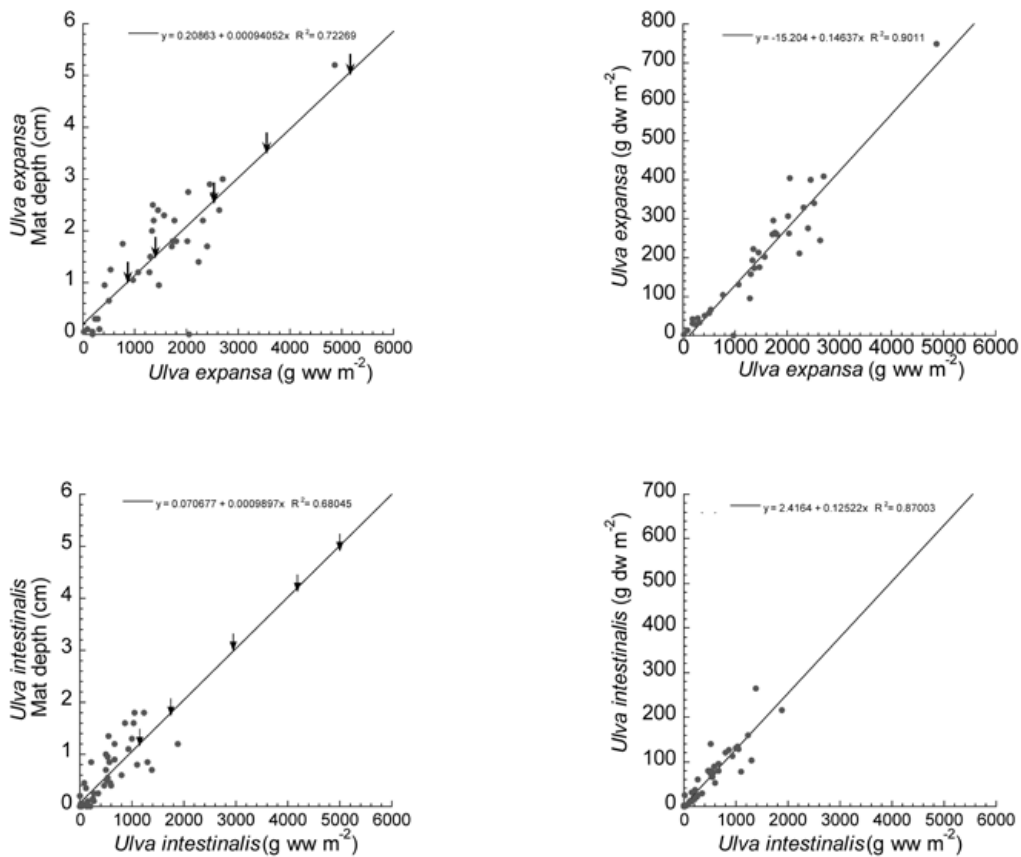 y = 0.20863 + 0.00094052x R²= 0.72269
6
5
4
3
2
1
0
Ulva expansa
Mat depth (cm)
0 1000 2000 3000 4000 5000 6000
Ulva expansa (g ww m⁻²)
y = -15.204 + 0.14637x R²= 0.9011
800
700
600
500
400
300
200
100
0
Ulva expansa (g dw m⁻²)
0 1000 2000 3000 4000 5000 6000
Ulva expansa (g ww m⁻²)
y = 0.070677 + 0.0009897x R²= 0.68045
6
5
4
3
2
1
0
Ulva intestinalis
Mat depth (cm)
0 1000 2000 3000 4000 5000 6000
Ulva intestinalis(g ww m⁻²)
y = 2.4164 + 0.12522x R²= 0.87003
700
600
500
400
300
200
100
0
Ulva intestinalis (g dw m⁻²)
0 1000 2000 3000 4000 5000 6000
Ulva intestinalis(g ww m⁻²)